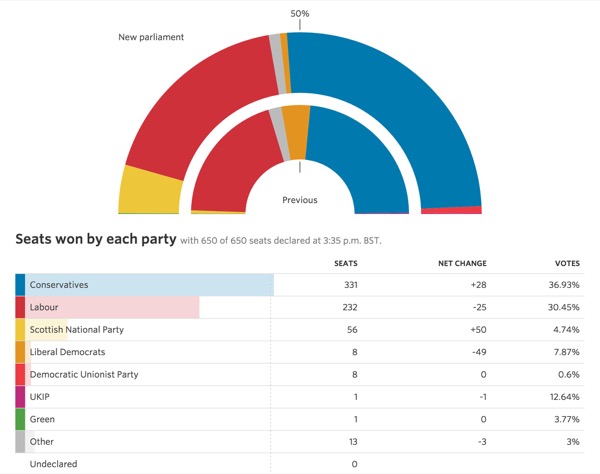 50%
New parliament
Previous
Seats won by each party with 650 of 650 seats declared at 3:35 p.m. BST.
SEATS NET CHANGE VOTES
Conservatives 331 +28 36.93%
Labour 232 -25 30.45%
Scottish National Party 56 +50 4.74%
Liberal Democrats 8 -49 7.87%
Democratic Unionist Party 8 0 0.6%
UKIP 1 -1 12.64%
Green 1 0 3.77%
Other 13 -3 3%
Undeclared 0